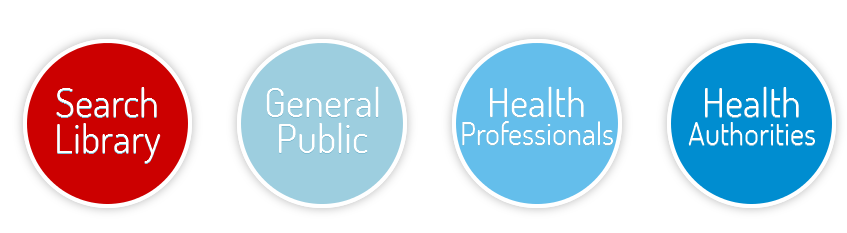 Search
Library
General
Public
Health
Professionals
Health
Authorities